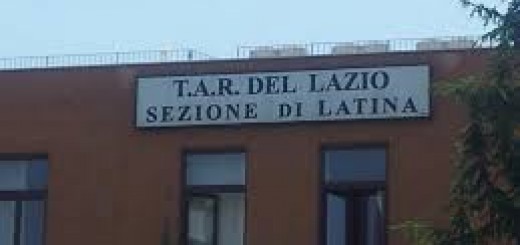 T.A.R. DEL LAZIO
SEZIONE DI LATINA